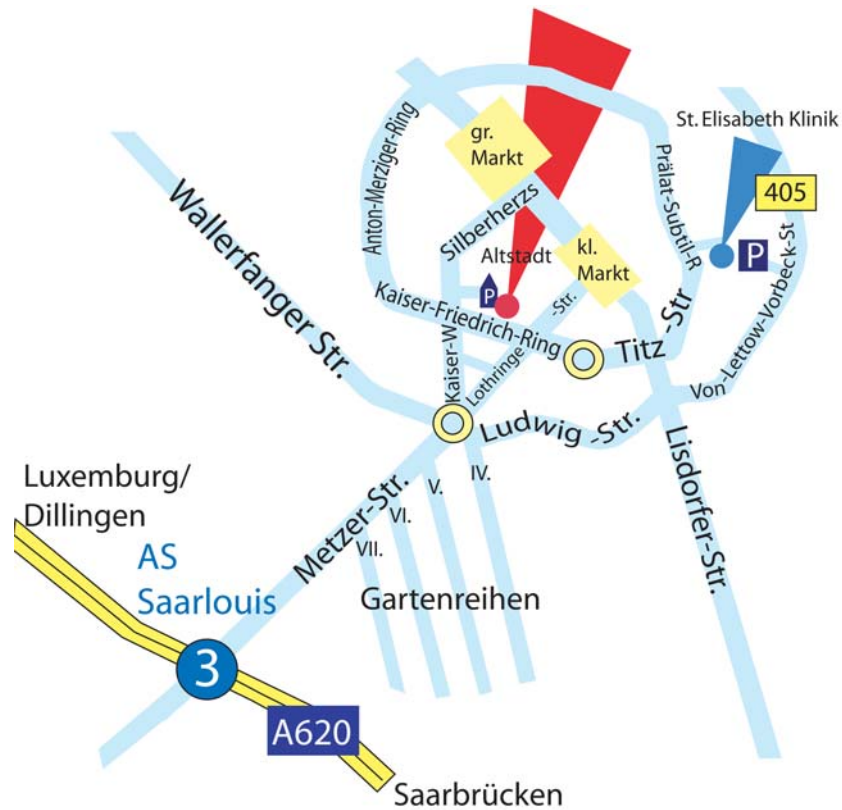 St. Elisabeth Klinik
gr.
Markt
405
Anton-Merziger-Ring
Prälat-Subtil-R
Silberherzs
Wallerfanger Str.
Altstadt
kl.
Markt
P
P
Kaiser-Friedrich-Ring
-Str.
Lothringe
Kaiser-W
Titz-Str
Von-Lettow-Vorbeck-St
Ludwig-Str.
Lisdorfer-Str.
Metzer-Str.
IV.
V.
VI.
VII.
Luxemburg/
Dillingen
AS
Saarlouis
Gartenreihen
3
A620
Saarbrücken